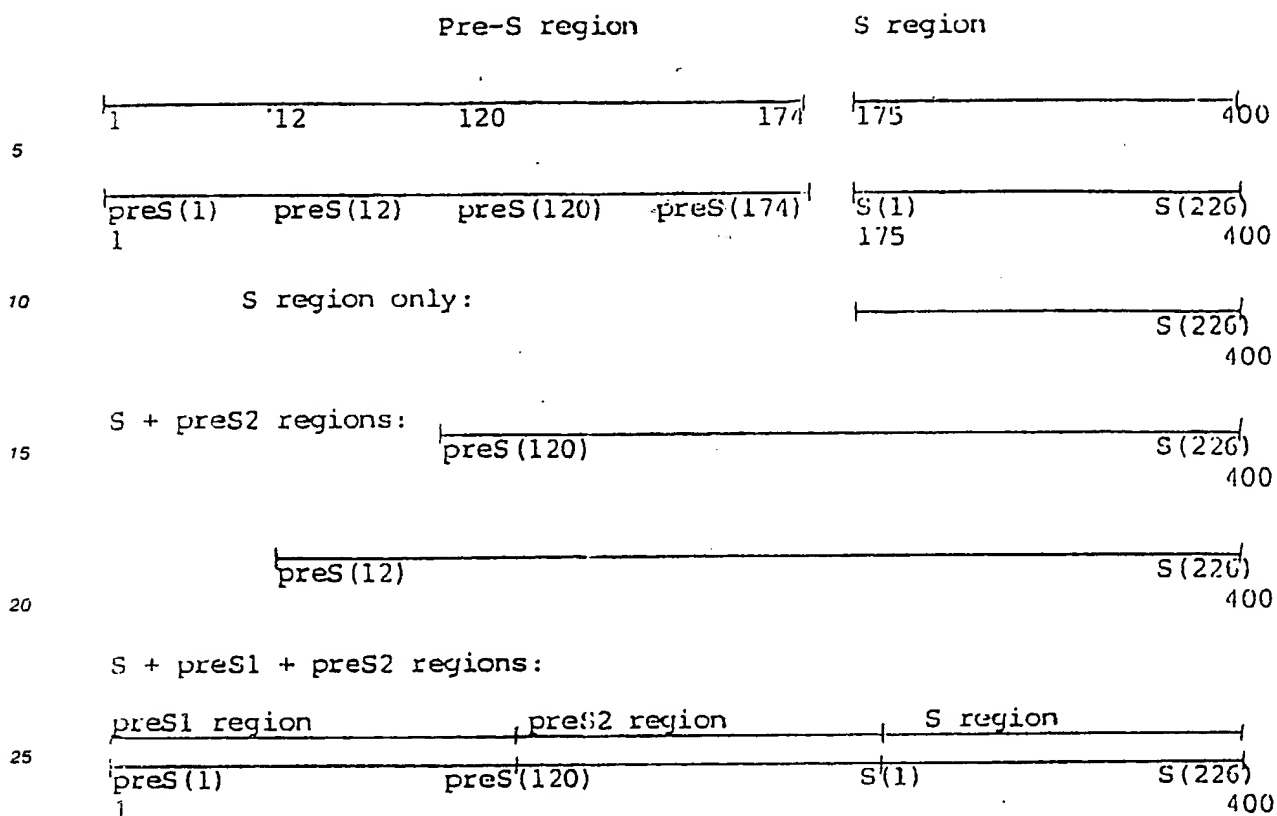 Pre-S region S region
1 12 120 174 175 400
5
preS(1) preS(12) preS(120) preS(174) S(1) S(226)
1 175 400
10 S region only:
S(226)
400
S + preS2 regions:
15 preS(120) S(226)
400
preS(12) S(226)
20 400
S + preS1 + preS2 regions:
preS1 region preS2 region S region
25
preS(1) preS(120) S(1) S(226)
1 400